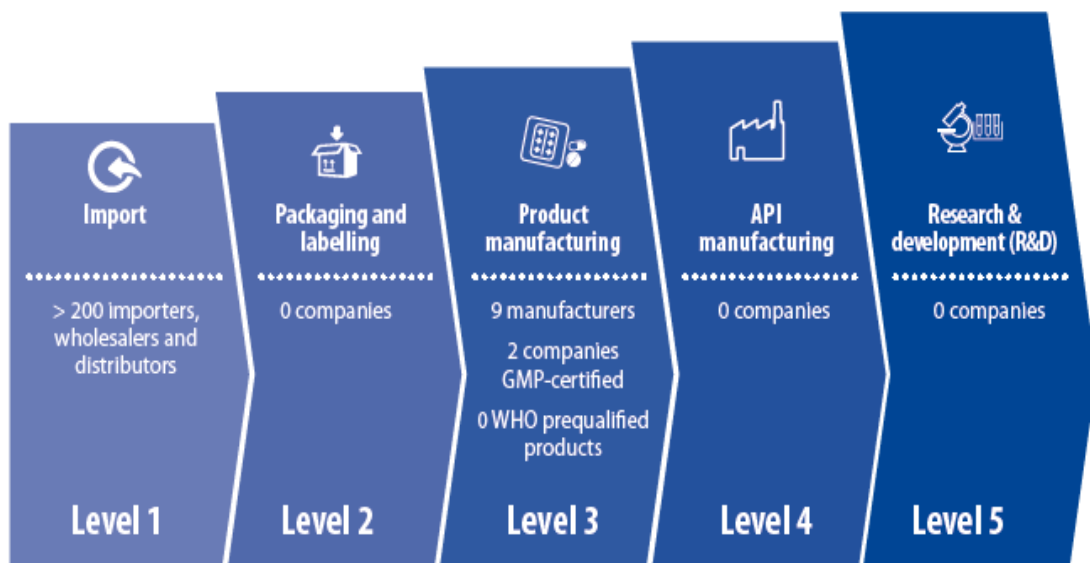 Import
> 200 importers,
wholesalers and
distributors
Level 1
Packaging and
labelling
0 companies
Level 2
Product
manufacturing
9 manufacturers
2 companies
GMP-certified
0 WHO prequalified
products
Level 3
API
manufacturing
0 companies
Level 4
Research &
development (R&D)
0 companies
Level 5